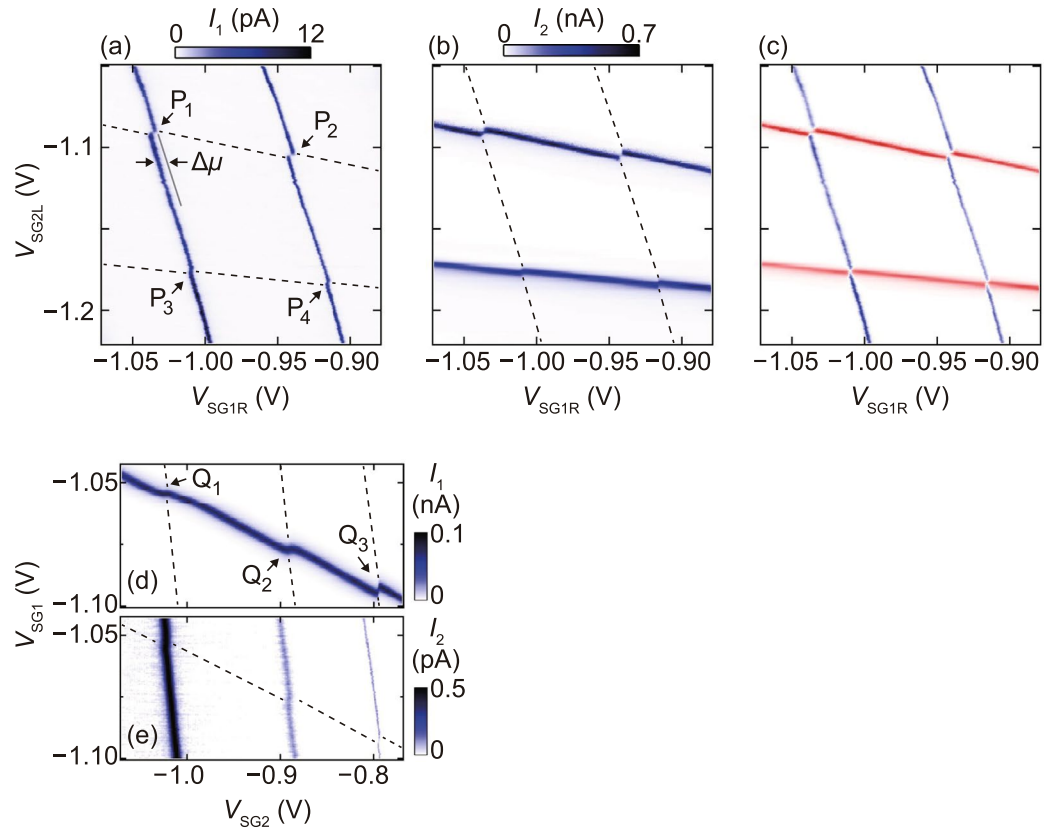 I1 (pA)
0 12
(a)
P1
P2
Δμ
P3
P4
−1.1
−1.2
VSG2L (V)
−1.05 −1.00 −0.95 −0.90
VSG1R (V)
I2 (nA)
0 0.7
(b)
−1.05 −1.00 −0.95 −0.90
VSG1R (V)
(c)
−1.05 −1.00 −0.95 −0.90
VSG1R (V)
−1.05
−1.10
Q1
Q2
Q3
(d)
I1
(nA)
0.1
0
VSG1 (V)
−1.05
−1.10
(e)
I2
(pA)
0.5
0
−1.0 −0.9 −0.8
VSG2 (V)